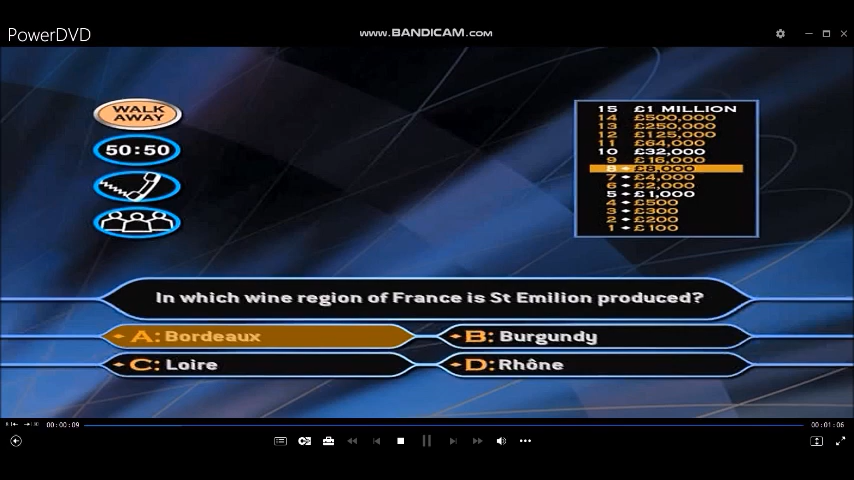 PowerDVD
www.BANDICAM.com
WALK
AWAY
50:50
15 £1 MILLION
14 £500,000
13 £250,000
12 £125,000
11 £64,000
10 £32,000
9 £16,000
8 £8,000
7 £4,000
6 £2,000
5 £1,000
4 £500
3 £300
2 £200
1 £100
In which wine region of France is St Emilion produced?
A: Bordeaux
B: Burgundy
C: Loire
D: Rhône
00:00:09
00:01:06